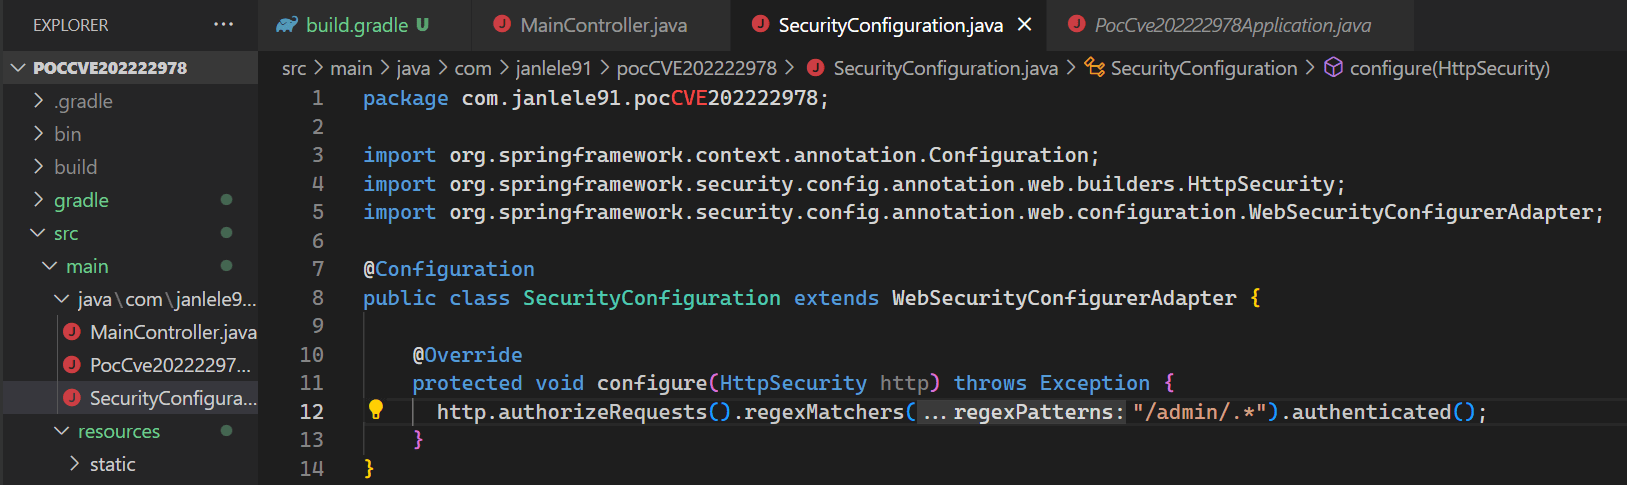 EXPLORER ...
build.gradle U
MainController.java
SecurityConfiguration.java
PocCve202222978Application.java
POCCVE202222978
.gradle
bin
build
gradle
src
main
java\com\janlele9...
MainController.java
PocCve20222297...
SecurityConfigura...
resources
static
src > main > java > com > janlele91 > pocCVE202222978 > SecurityConfiguration.java > SecurityConfiguration > configure(HttpSecurity)
1 package com.janlele91.pocCVE202222978;
2
3 import org.springframework.context.annotation.Configuration;
4 import org.springframework.security.config.annotation.web.builders.HttpSecurity;
5 import org.springframework.security.config.annotation.web.configuration.WebSecurityConfigurerAdapter;
6
7 @Configuration
8 public class SecurityConfiguration extends WebSecurityConfigurerAdapter {
9
10 @Override
11 protected void configure(HttpSecurity http) throws Exception {
12 http.authorizeRequests().regexMatchers(...regexPatterns:"/admin/.*").authenticated();
13 }
14 }